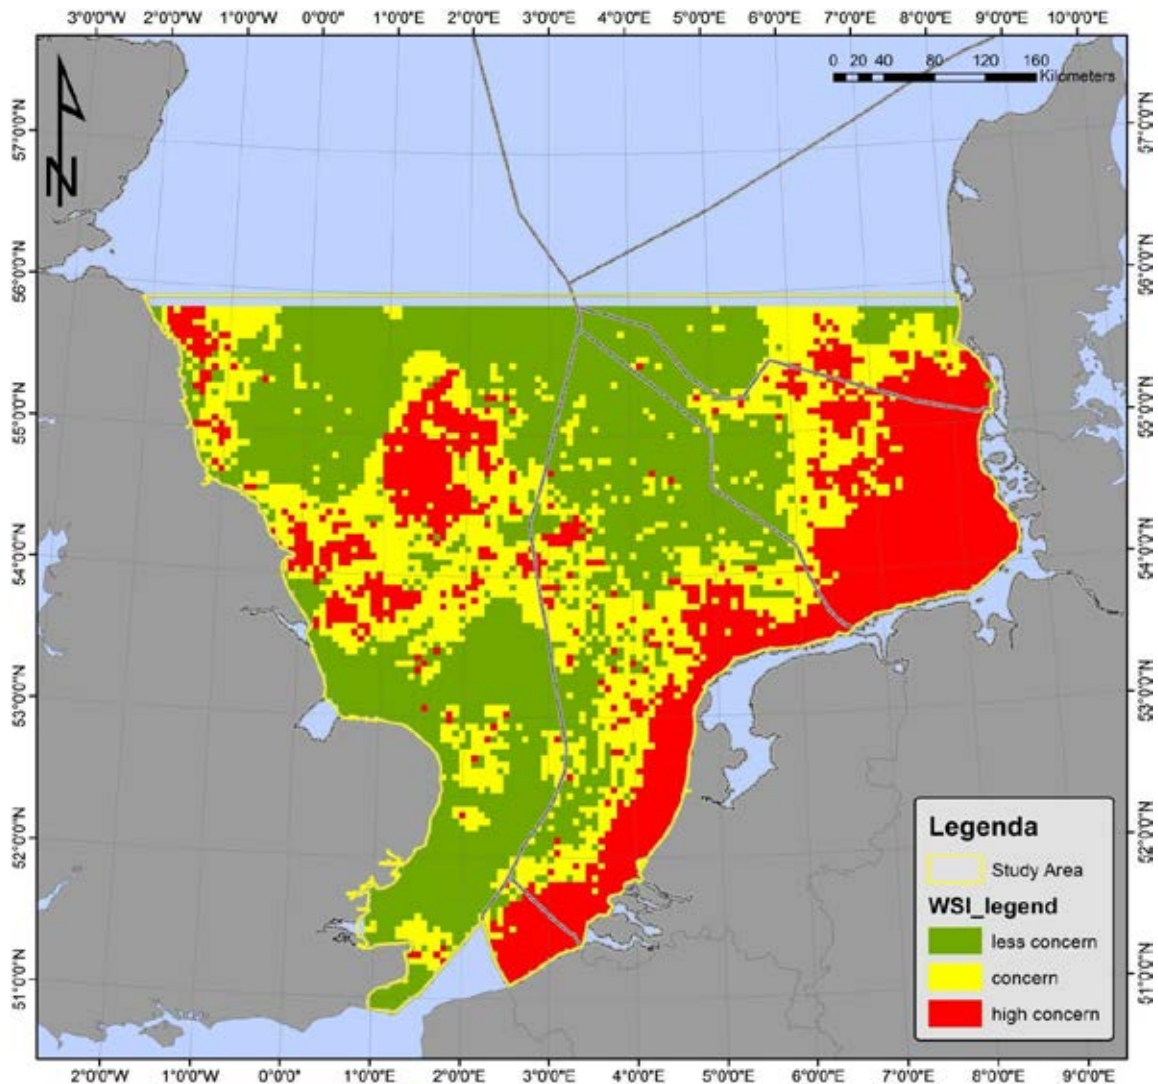 3°0'0"W 2°0'0"W 1°0'0"W 0°0'0" 1°0'0"E 2°0'0"E 3°0'0"E 4°0'0"E 5°0'0"E 6°0'0"E 7°0'0"E 8°0'0"E 9°0'0"E 10°0'0"E
0 20 40 80 120 160
Kilometers
N
57°0'0"N 57°0'0"N
56°0'0"N 56°0'0"N
55°0'0"N 55°0'0"N
54°0'0"N 54°0'0"N
53°0'0"N 53°0'0"N
52°0'0"N 52°0'0"N
51°0'0"N 51°0'0"N
Legenda
Study Area
WSI_legend
less concern
concern
high concern
2°0'0"W 1°0'0"W 0°0'0" 1°0'0"E 2°0'0"E 3°0'0"E 4°0'0"E 5°0'0"E 6°0'0"E 7°0'0"E 8°0'0"E 9°0'0"E